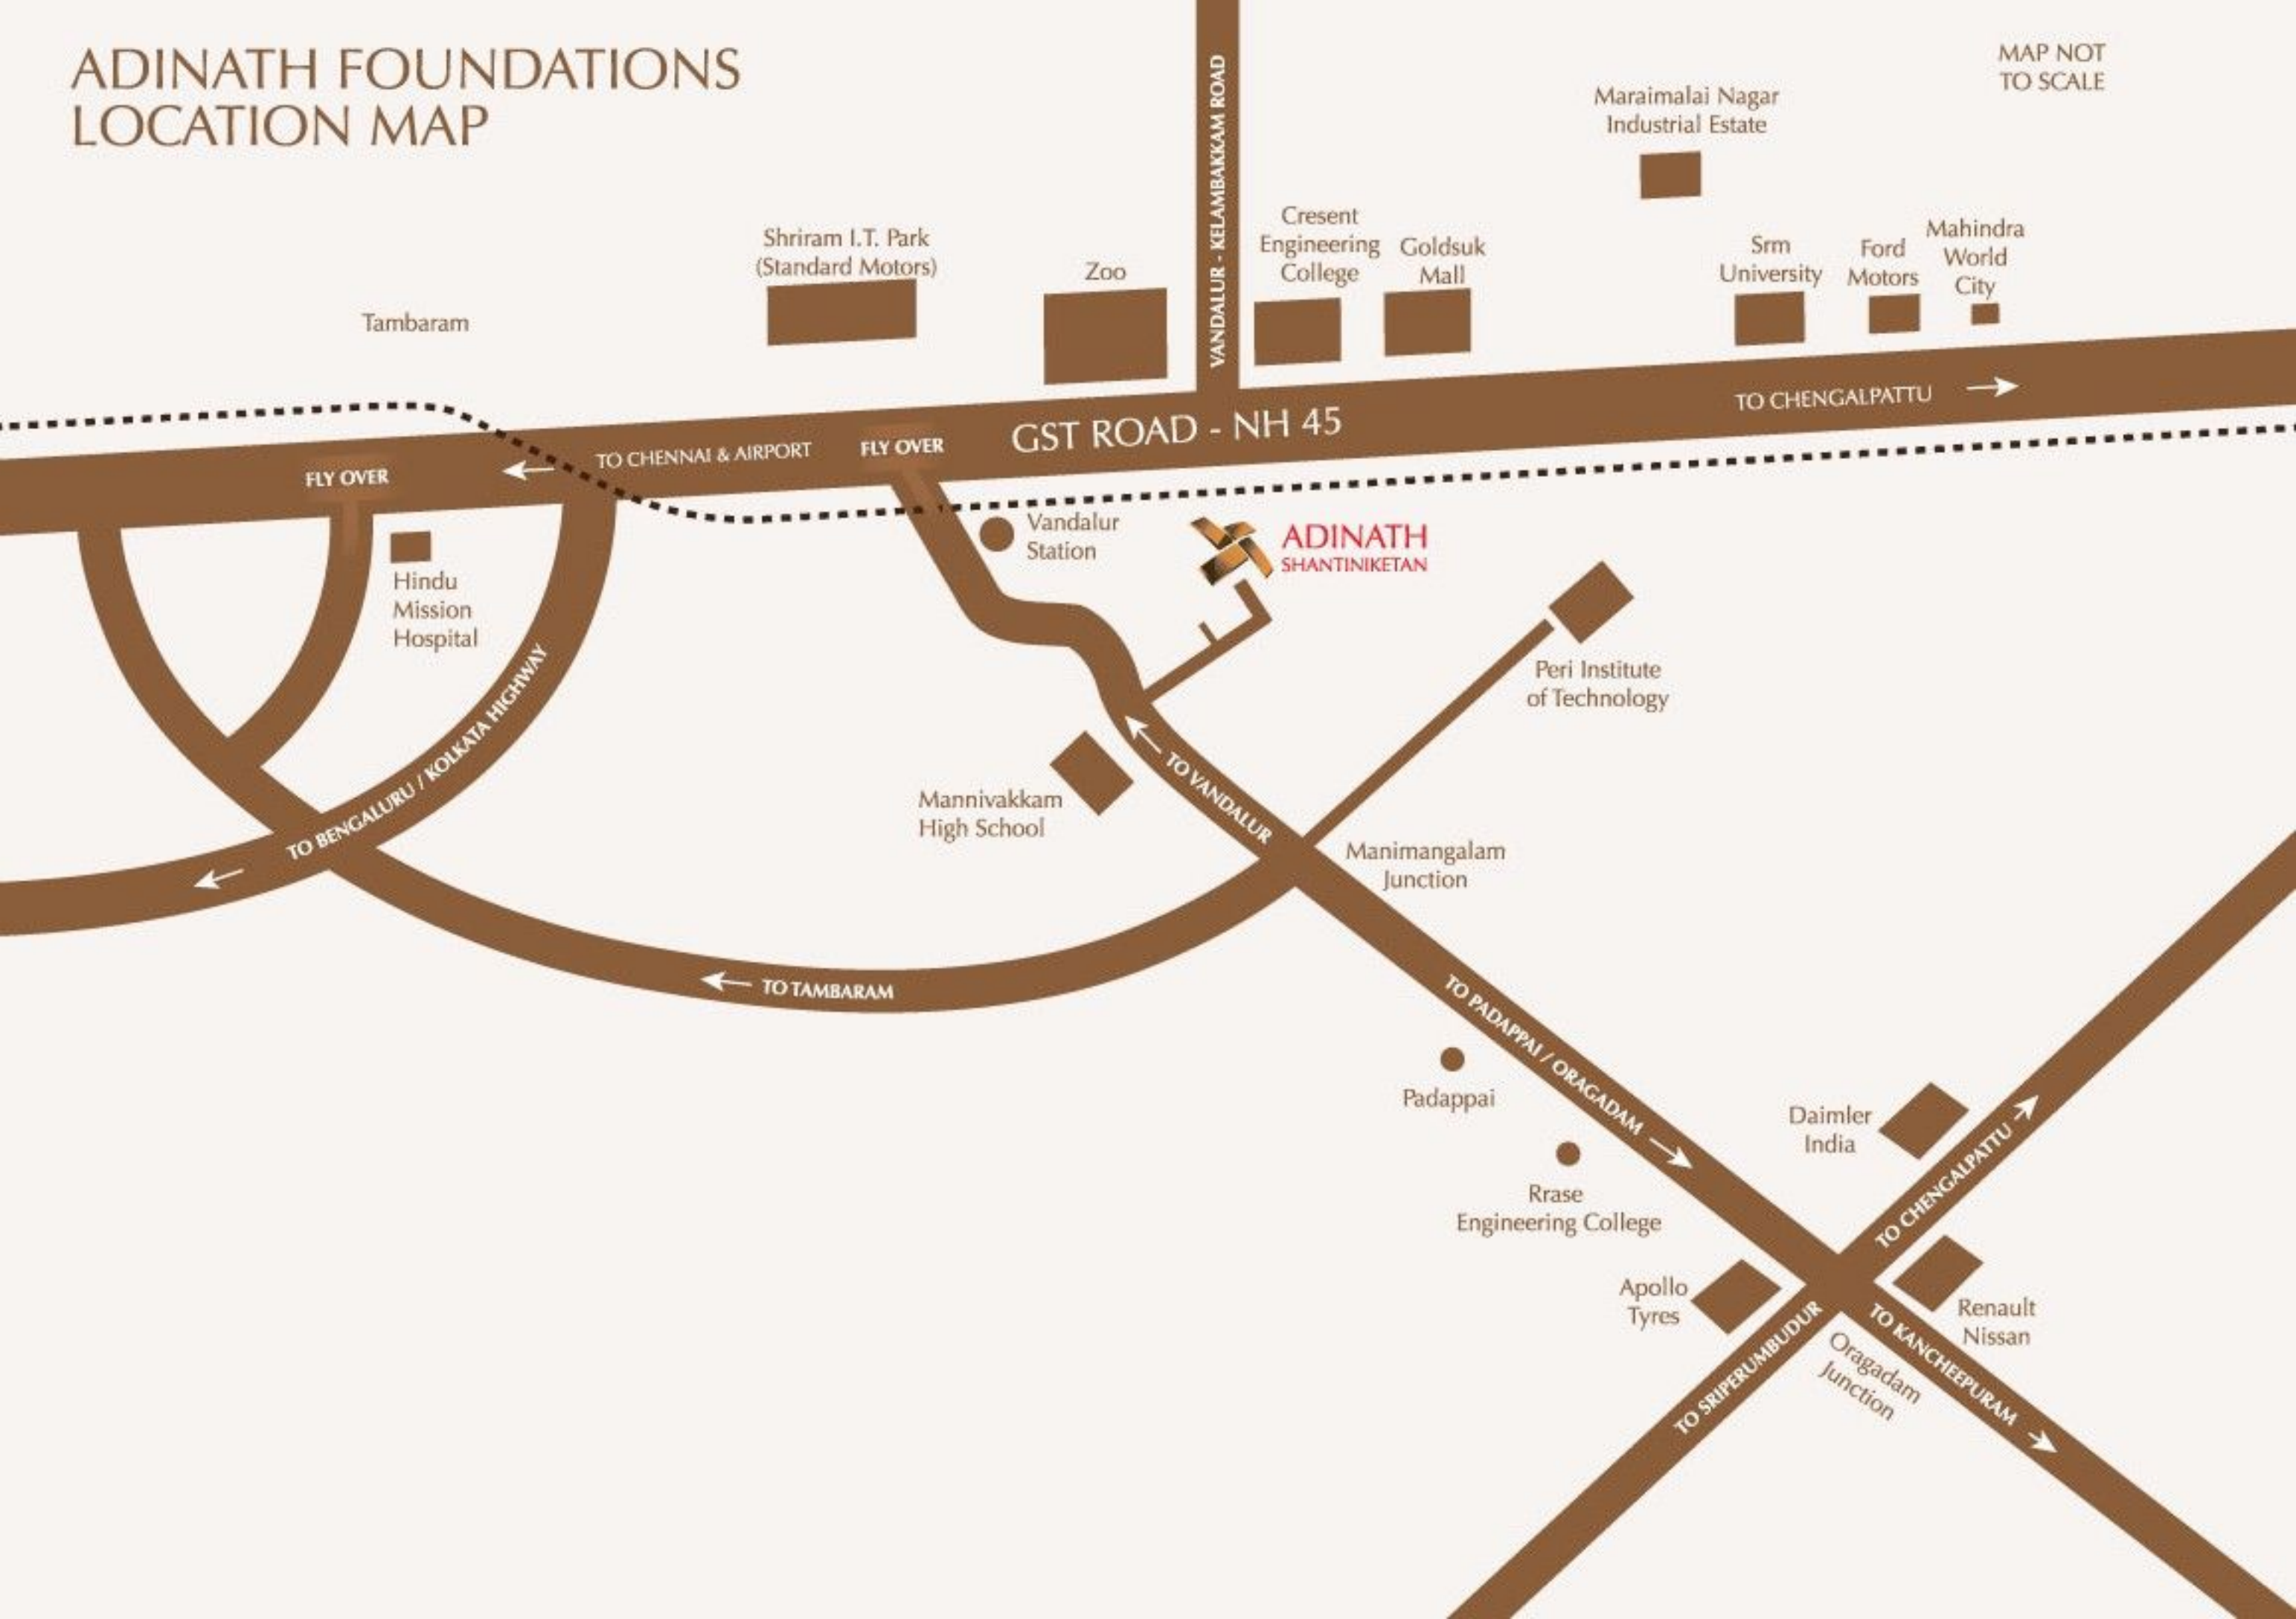 ADINATH FOUNDATIONS
LOCATION MAP
MAP NOT
TO SCALE
VANDALUR - KELAMBAKKAM ROAD
Maraimalai Nagar
Industrial Estate
Tambaram
Shriram I.T. Park
(Standard Motors)
Zoo
Cresent
Engineering
College
Goldsuk
Mall
Srm
University
Ford
Motors
Mahindra
World
City
FLY OVER
TO CHENNAI & AIRPORT
FLY OVER
GST ROAD - NH 45
TO CHENGALPATTU
Hindu
Mission
Hospital
Vandalur
Station
ADINATH
SHANTINIKETAN
Peri Institute
of Technology
TO BENGALURU / KOLKATA HIGHWAY
Mannivakkam
High School
TO VANDALUR
Manimangalam
Junction
TO TAMBARAM
TO PADAPPAI / ORAGADAM
Padappai
Rrase
Engineering College
Daimler
India
TO CHENGALPATTU
Apollo
Tyres
Renault
Nissan
TO SRIPERUMBUDUR
Oragadam
Junction
TO KANCHEEPURAM